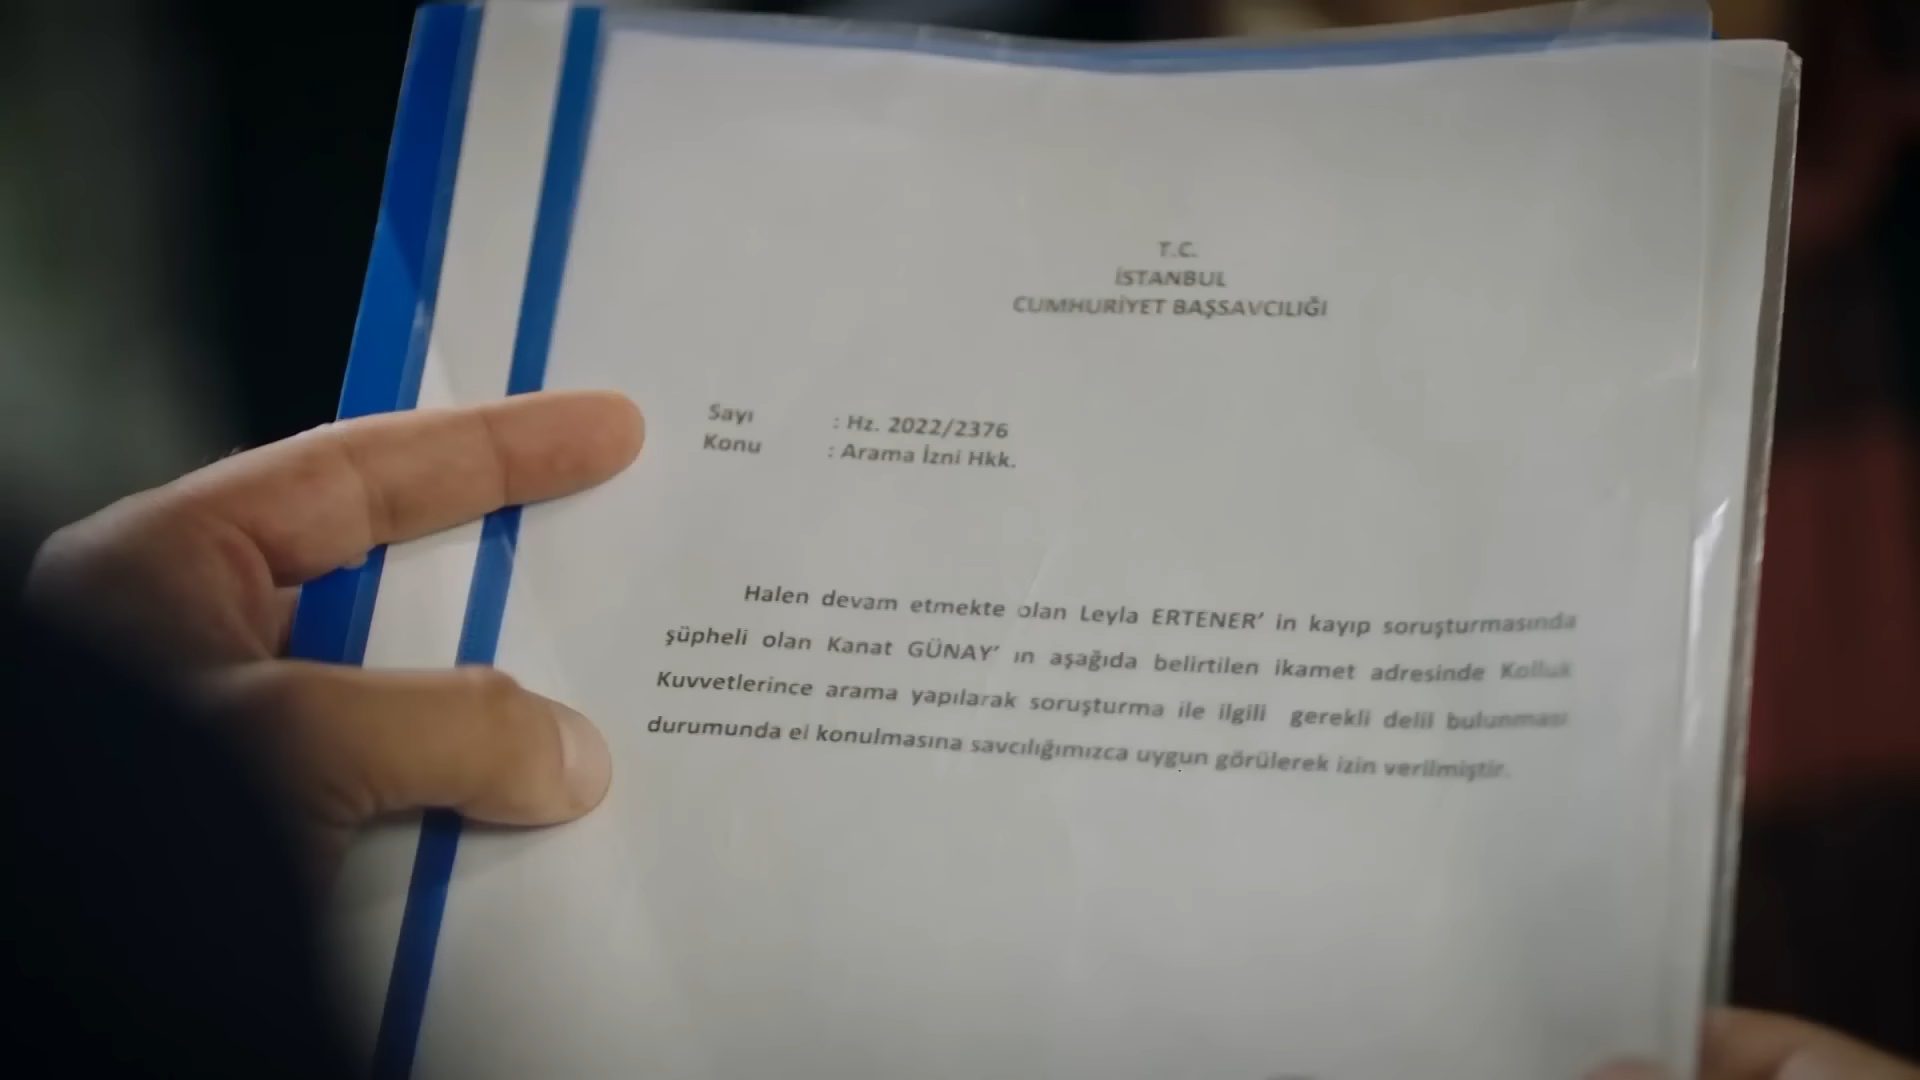 T.C.
İSTANBUL
CUMHURİYET BAŞSAVCILIĞI
Sayı : Hz. 2022/2376
Konu : Arama İzni Hkk.
Halen devam etmekte olan Leyla ERTENER' in kayıp soruşturmasında
şüpheli olan Kanat GÜNAY' ın aşağıda belirtilen ikamet adresinde Kolluk
Kuvvetlerince arama yapılarak soruşturma ile ilgili gerekli delil bulunması
durumunda el konulmasına savcılığımızca uygun görülerek izin verilmiştir.